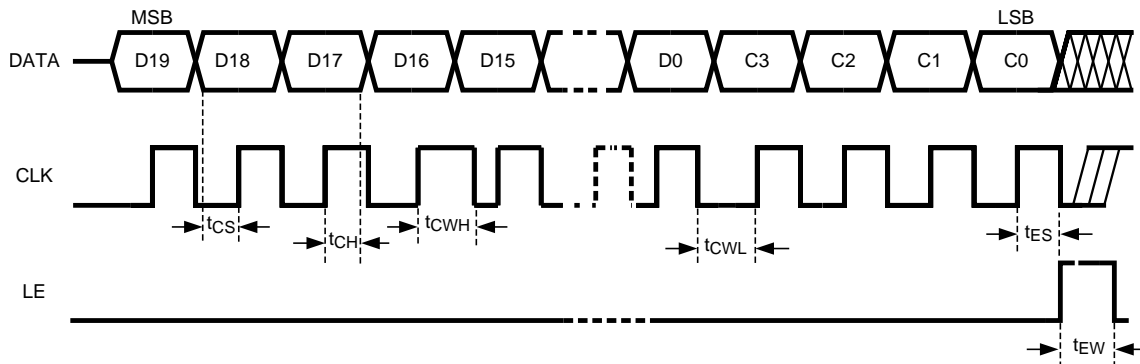 MSB LSB
DATA D19 D18 D17 D16 D15 D0 C3 C2 C1 C0
CLK
tCS tCH tCWH tCWL tES
LE
tEW